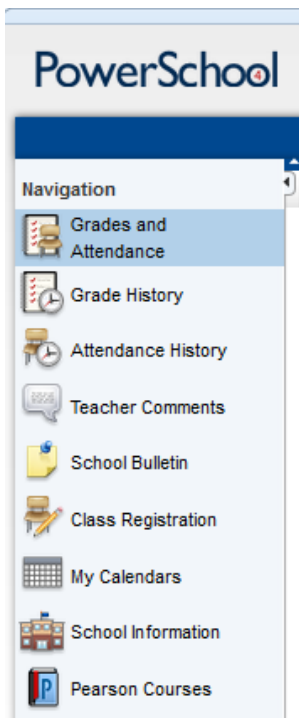 PowerSchool
4
Navigation
Grades and
Attendance
Grade History
Attendance History
Teacher Comments
School Bulletin
Class Registration
My Calendars
School Information
P
Pearson Courses